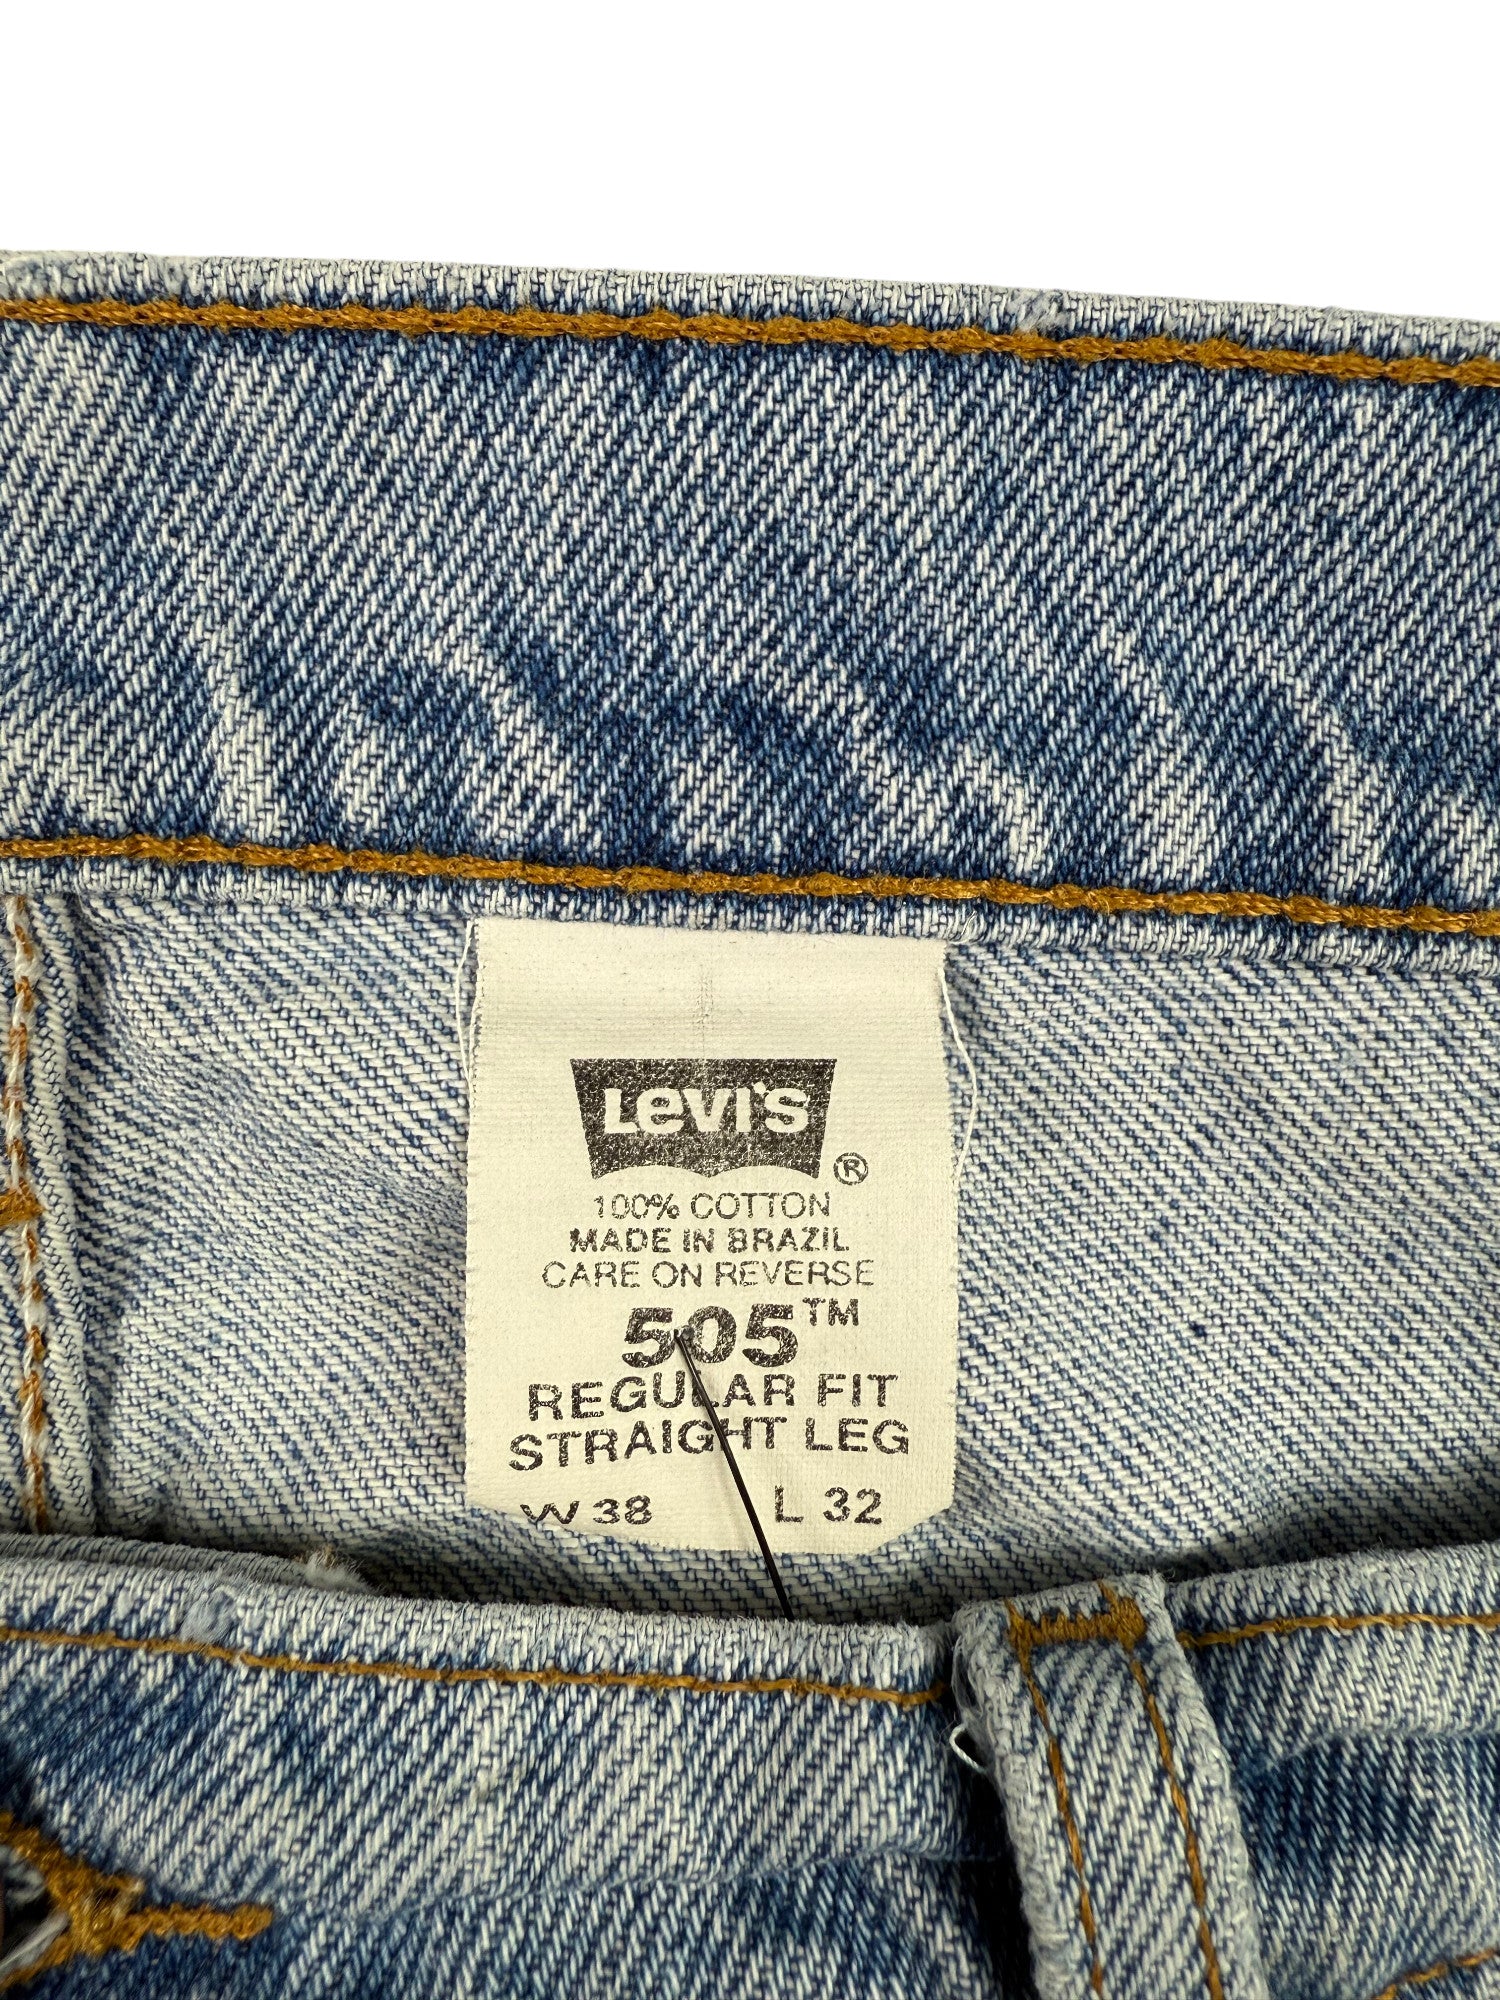 Levi's ®
100% COTTON
MADE IN BRAZIL
CARE ON REVERSE
505™
REGULAR FIT
STRAIGHT LEG
W 38 L 32